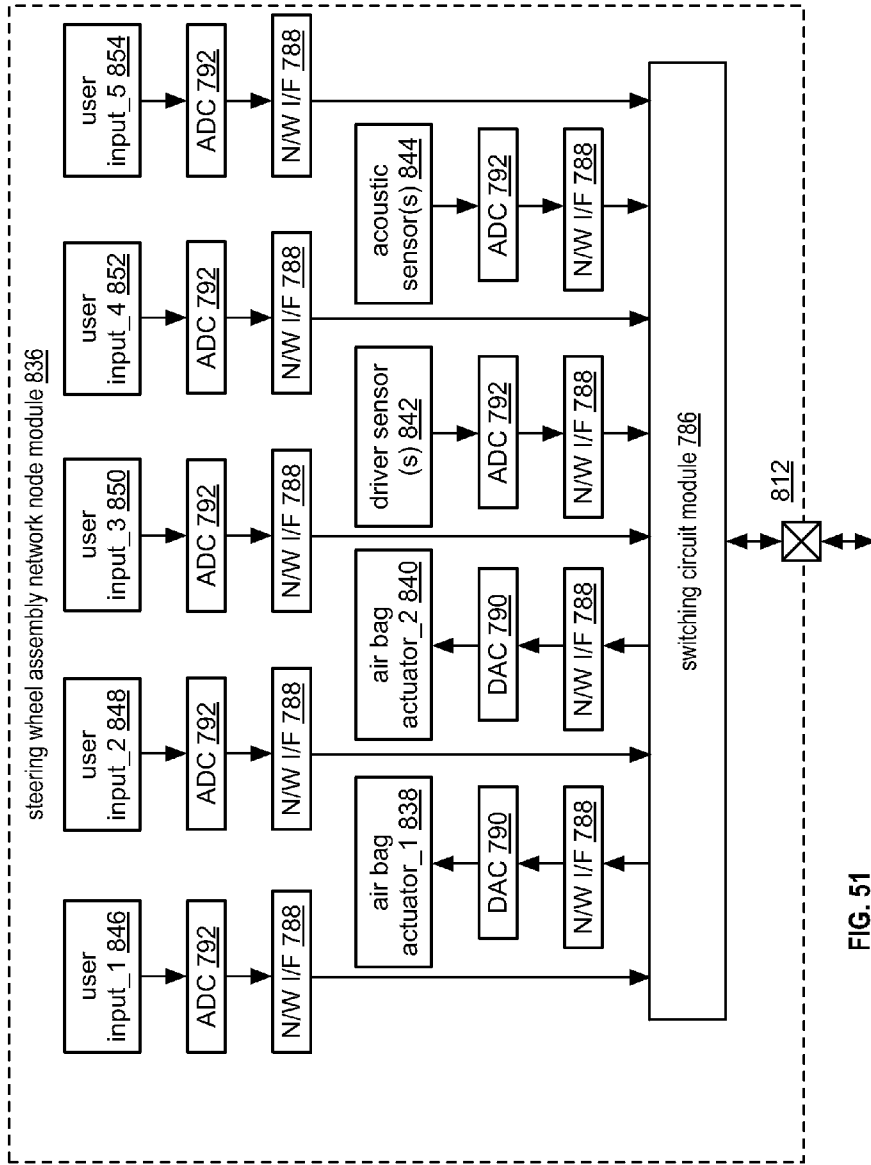 steering wheel assembly network node module 836
user
input_1 846
ADC 792
N/W I/F 788
user
input_2 848
ADC 792
N/W I/F 788
user
input_3 850
ADC 792
N/W I/F 788
user
input_4 852
ADC 792
N/W I/F 788
user
input_5 854
ADC 792
N/W I/F 788
air bag
actuator_1 838
DAC 790
N/W I/F 788
air bag
actuator_2 840
DAC 790
N/W I/F 788
driver sensor
(s) 842
ADC 792
N/W I/F 788
acoustic
sensor(s) 844
ADC 792
N/W I/F 788
switching circuit module 786
812
FIG. 51